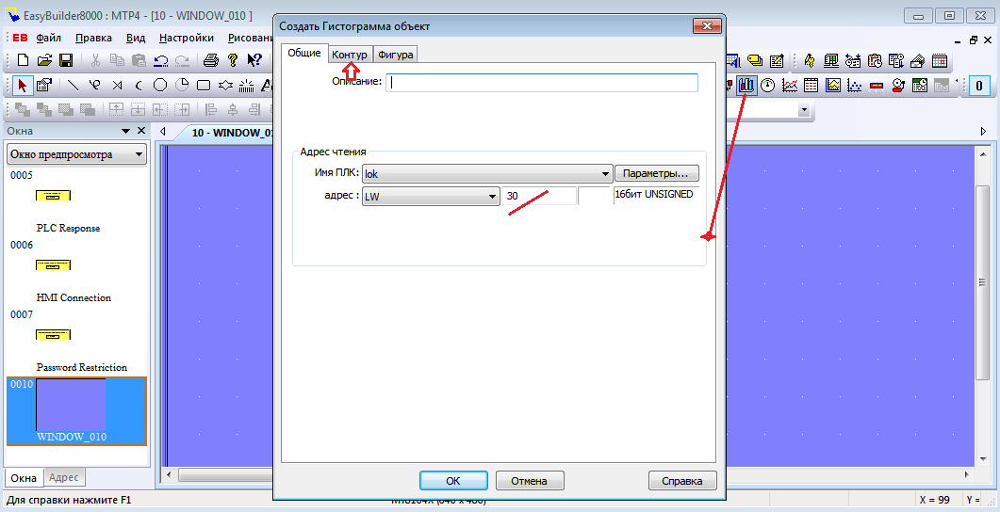 EasyBuilder8000 : MTP4 - [10 - WINDOW_010 ]
EB Файл Правка Вид Настройки Рисовани
Окна
10 - WINDOW_01
Окно предпросмотра
0005
PLC Response
0006
HMI Connection
0007
Password Restriction
0010
WINDOW_010
Окна Адрес
Создать Гистограмма объект
Общие Контур Фигура
Описание:
Адрес чтения
Имя ПЛК: lok Параметры...
адрес : LW 30 16бит UNSIGNED
OK Отмена Справка
0
Для справки нажмите F1
X = 99 Y =